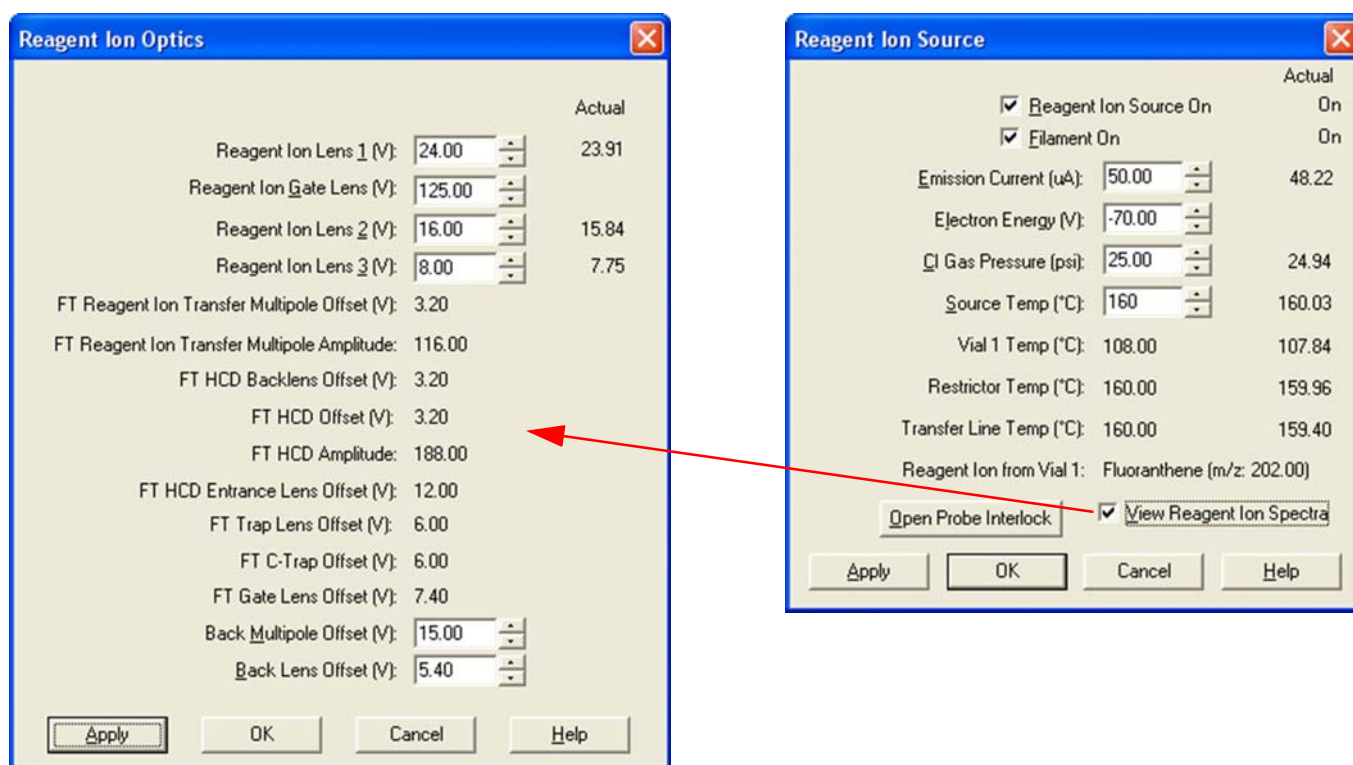 Reagent Ion Optics
Actual
Reagent Ion Lens 1 (V): 24.00 23.91
Reagent Ion Gate Lens (V): 125.00
Reagent Ion Lens 2 (V): 16.00 15.84
Reagent Ion Lens 3 (V): 8.00 7.75
FT Reagent Ion Transfer Multipole Offset (V): 3.20
FT Reagent Ion Transfer Multipole Amplitude: 116.00
FT HCD Backlens Offset (V): 3.20
FT HCD Offset (V): 3.20
FT HCD Amplitude: 188.00
FT HCD Entrance Lens Offset (V): 12.00
FT Trap Lens Offset (V): 6.00
FT C-Trap Offset (V): 6.00
FT Gate Lens Offset (V): 7.40
Back Multipole Offset (V): 15.00
Back Lens Offset (V): 5.40
Apply OK Cancel Help
Reagent Ion Source
Actual
Reagent Ion Source On On
Filament On On
Emission Current (uA): 50.00 48.22
Electron Energy (V): -70.00
CI Gas Pressure (psi): 25.00 24.94
Source Temp (°C): 160 160.03
Vial 1 Temp (°C): 108.00 107.84
Restrictor Temp (°C): 160.00 159.96
Transfer Line Temp (°C): 160.00 159.40
Reagent Ion from Vial 1: Fluoranthene (m/z: 202.00)
Open Probe Interlock View Reagent Ion Spectra
Apply OK Cancel Help